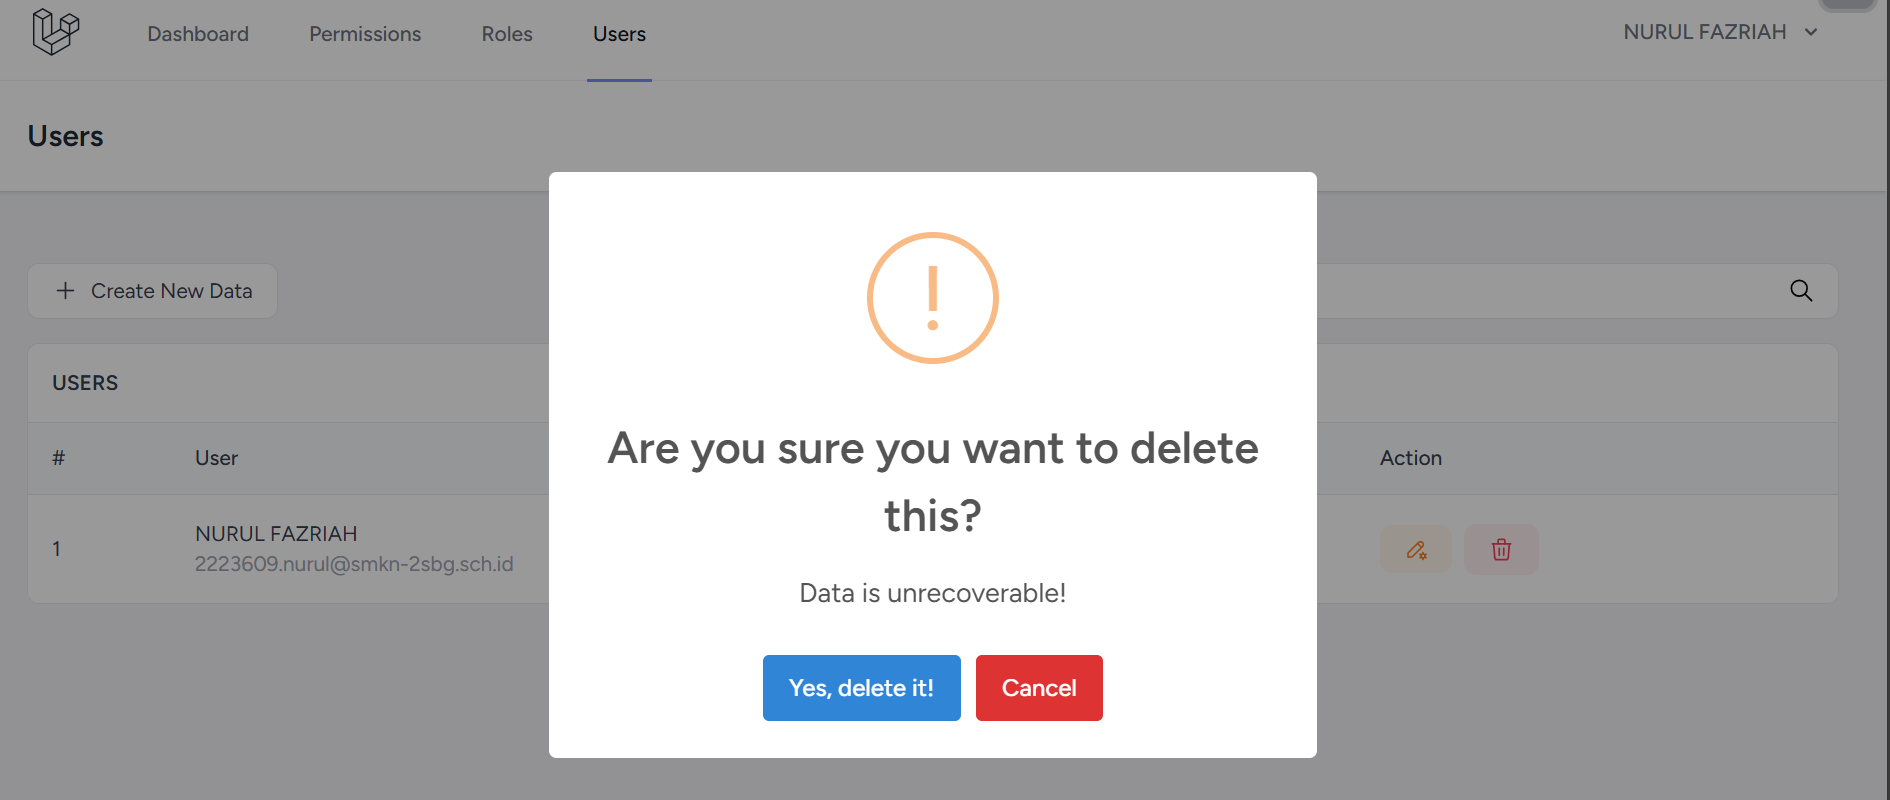 Dashboard Permissions Roles Users NURUL FAZRIAH
Users
Create New Data
USERS
# User Action
1 NURUL FAZRIAH
2223609.nurul@smkn-2sbg.sch.id
!
Are you sure you want to delete
this?
Data is unrecoverable!
Yes, delete it! Cancel